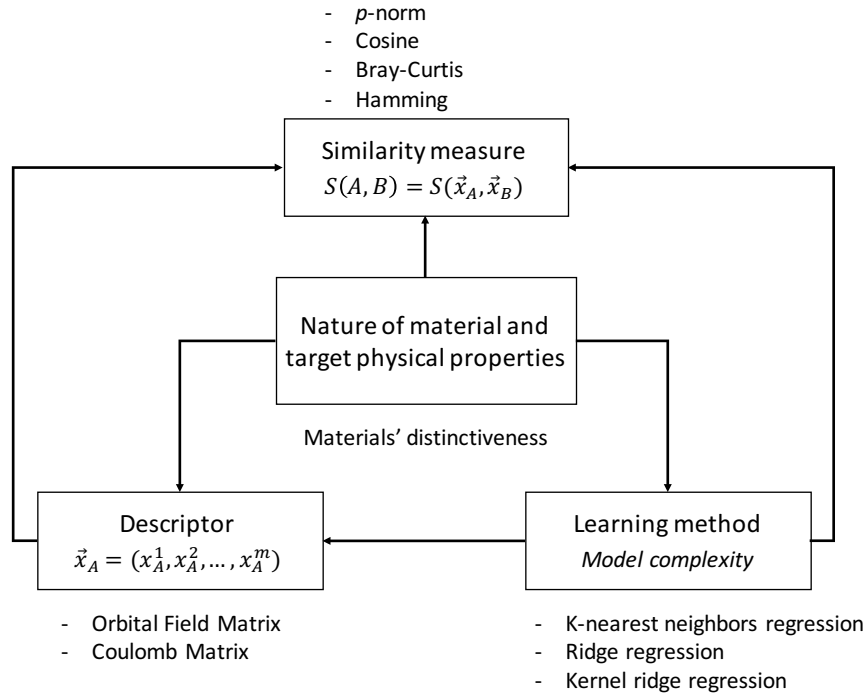 - p-norm
- Cosine
- Bray-Curtis
- Hamming
Similarity measure
S(A, B) = S(x⃗_A, x⃗_B)
Nature of material and
target physical properties
Materials’ distinctiveness
Descriptor
x⃗_A = (x_A^1, x_A^2, … , x_A^m)
- Orbital Field Matrix
- Coulomb Matrix
Learning method
Model complexity
- K-nearest neighbors regression
- Ridge regression
- Kernel ridge regression